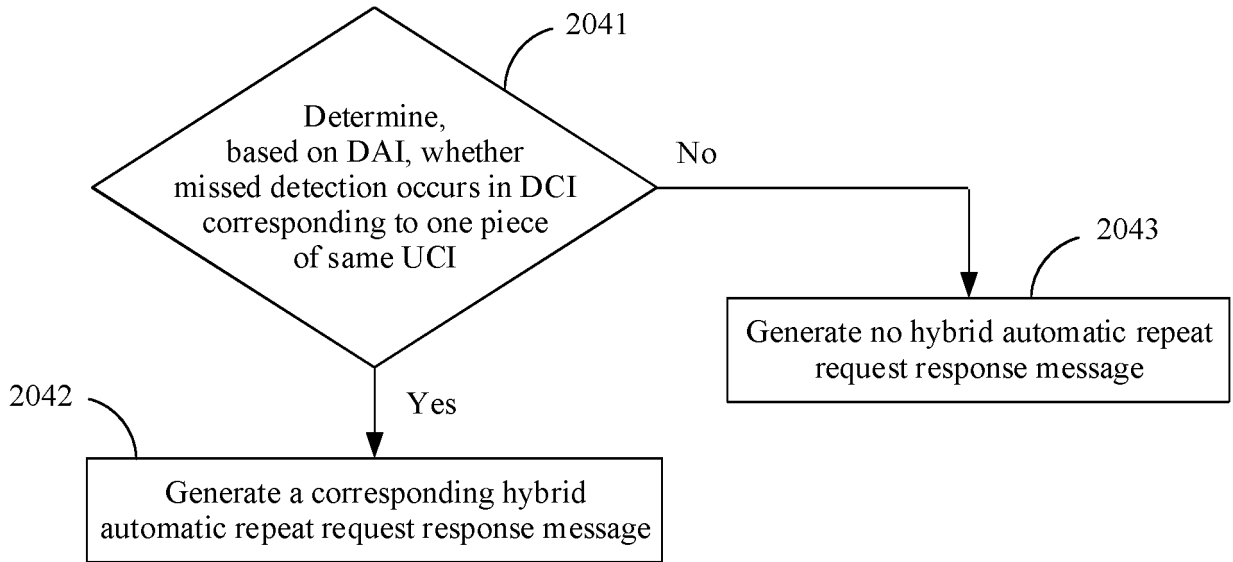 2041
Determine,
based on DAI, whether
missed detection occurs in DCI
corresponding to one piece
of same UCI
No
2043
Generate no hybrid automatic repeat
request response message
2042
Yes
Generate a corresponding hybrid
automatic repeat request response message